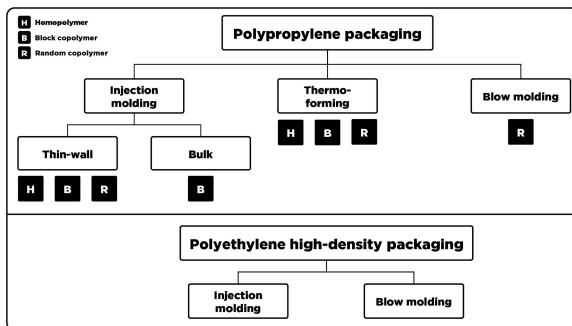 H Homopolymer
B Block copolymer
R Random copolymer
Polypropylene packaging
Injection
molding
Thermo-
forming
Blow molding
H B R
R
Thin-wall
Bulk
H B R
B
Polyethylene high-density packaging
Injection
molding
Blow molding